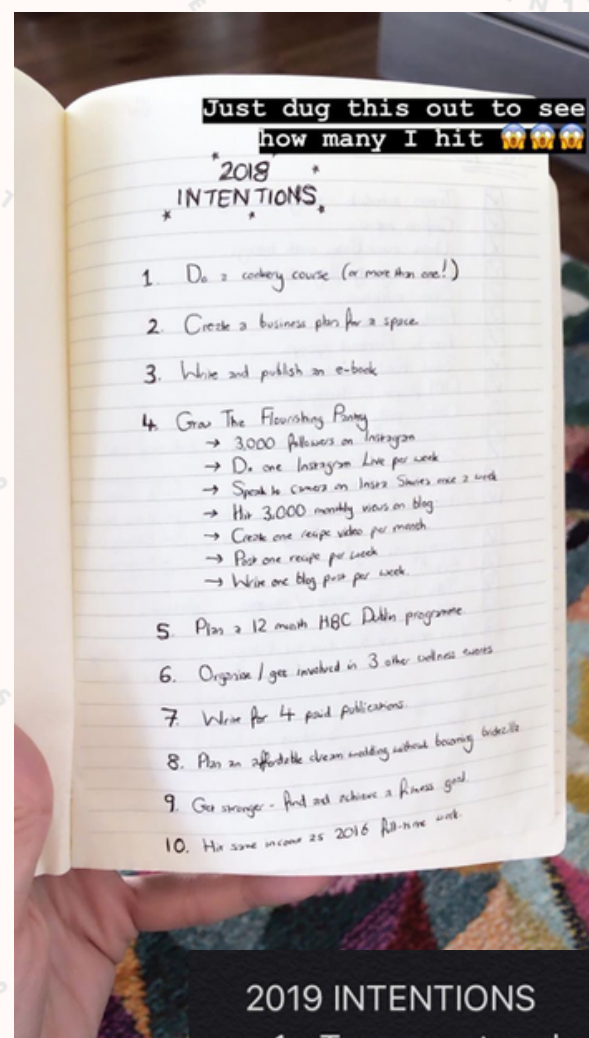 Just dug this out to see
how many I hit 😱😱😱
2018
INTENTIONS
1. Do a cookery course (or more than one!)
2. Create a business plan for a space
3. Write and publish an e-book
4. Grow The Flourishing Pantry
→ 3,000 followers on Instagram
→ Do one Instagram Live per week
→ Speak to camera on Insta Stories once a week
→ Hit 3,000 monthly views on blog
→ Create one recipe video per month
→ Post one recipe per week
→ Write one blog post per week.
5. Plan a 12 month HBC Dublin programme
6. Organise / get involved in 3 other wellness events
7. Write for 4 paid publications.
8. Plan an affordable dream wedding without becoming bridezilla
9. Get stronger - find and achieve a fitness goal.
10. Hit same income as 2016 full-time work.
2019 INTENTIONS